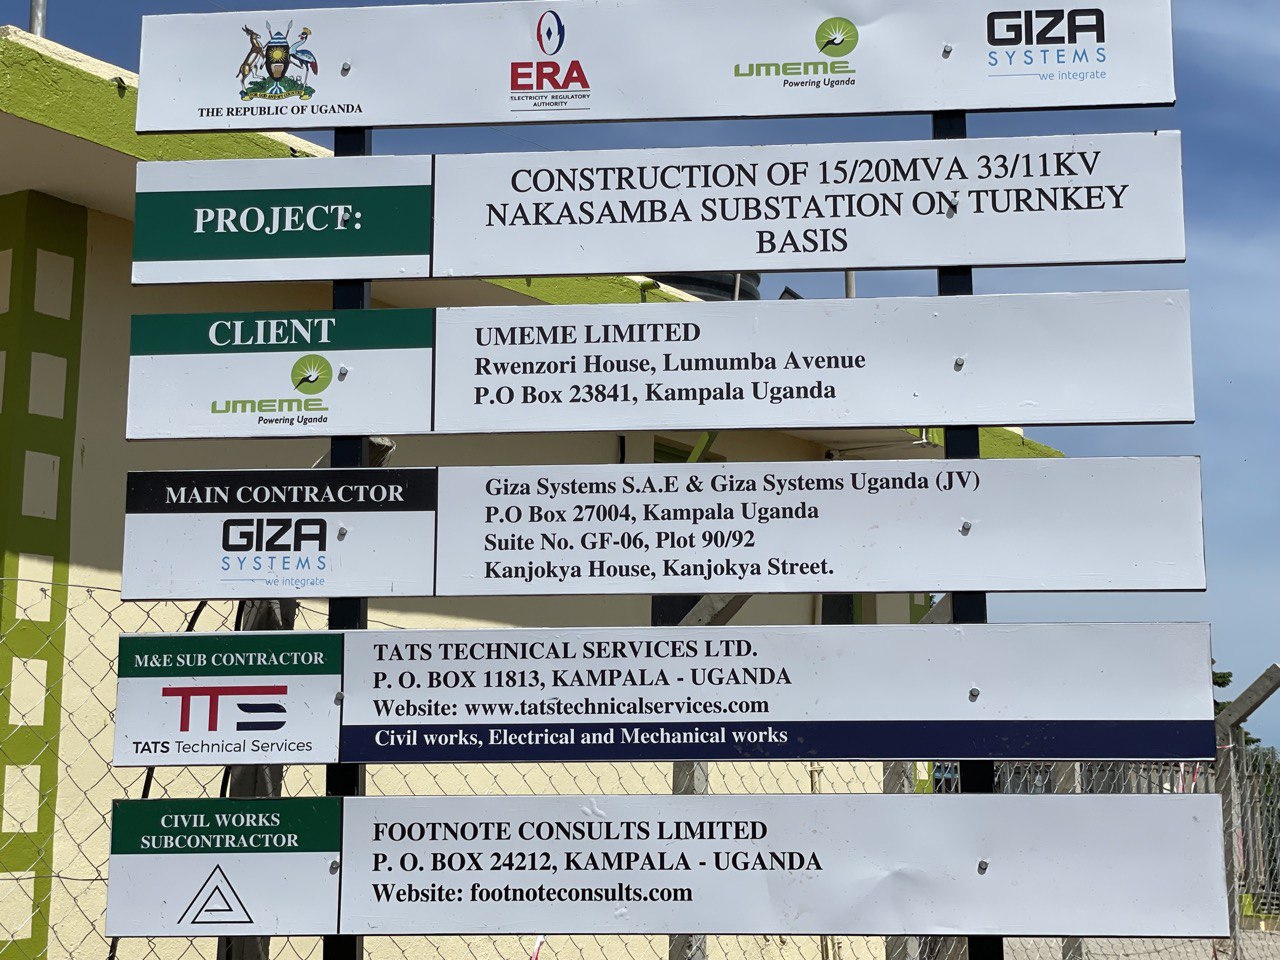 THE REPUBLIC OF UGANDA
ERA
ELECTRICITY REGULATORY
AUTHORITY
UMEME
Powering Uganda
GIZA
SYSTEMS
we integrate
PROJECT:
CONSTRUCTION OF 15/20MVA 33/11KV
NAKASAMBA SUBSTATION ON TURNKEY
BASIS
CLIENT
UMEME
Powering Uganda
UMEME LIMITED
Rwenzori House, Lumumba Avenue
P.O Box 23841, Kampala Uganda
MAIN CONTRACTOR
GIZA
SYSTEMS
we integrate
Giza Systems S.A.E & Giza Systems Uganda (JV)
P.O Box 27004, Kampala Uganda
Suite No. GF-06, Plot 90/92
Kanjokya House, Kanjokya Street.
M&E SUB CONTRACTOR
TTS
TATS Technical Services
TATS TECHNICAL SERVICES LTD.
P. O. BOX 11813, KAMPALA - UGANDA
Website: www.tatstechnicalservices.com
Civil works, Electrical and Mechanical works
CIVIL WORKS
SUBCONTRACTOR
FOOTNOTE CONSULTS LIMITED
P. O. BOX 24212, KAMPALA - UGANDA
Website: footnoteconsults.com